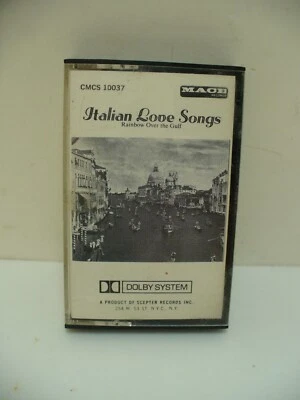 CMCS 10037
MACE
Italian Love Songs
Rainbow Over the Gulf
DOLBY SYSTEM
A PRODUCT OF SCEPTER RECORDS INC.
N.Y.C. N.Y.